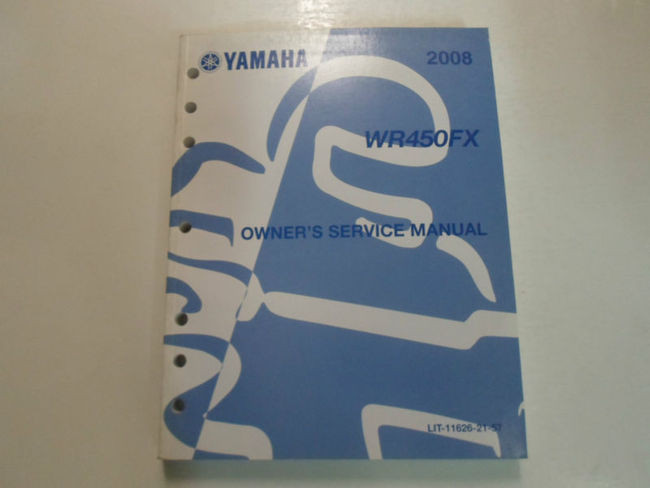 YAMAHA
2008
WR450FX
OWNER'S SERVICE MANUAL
LIT-11626-21-57